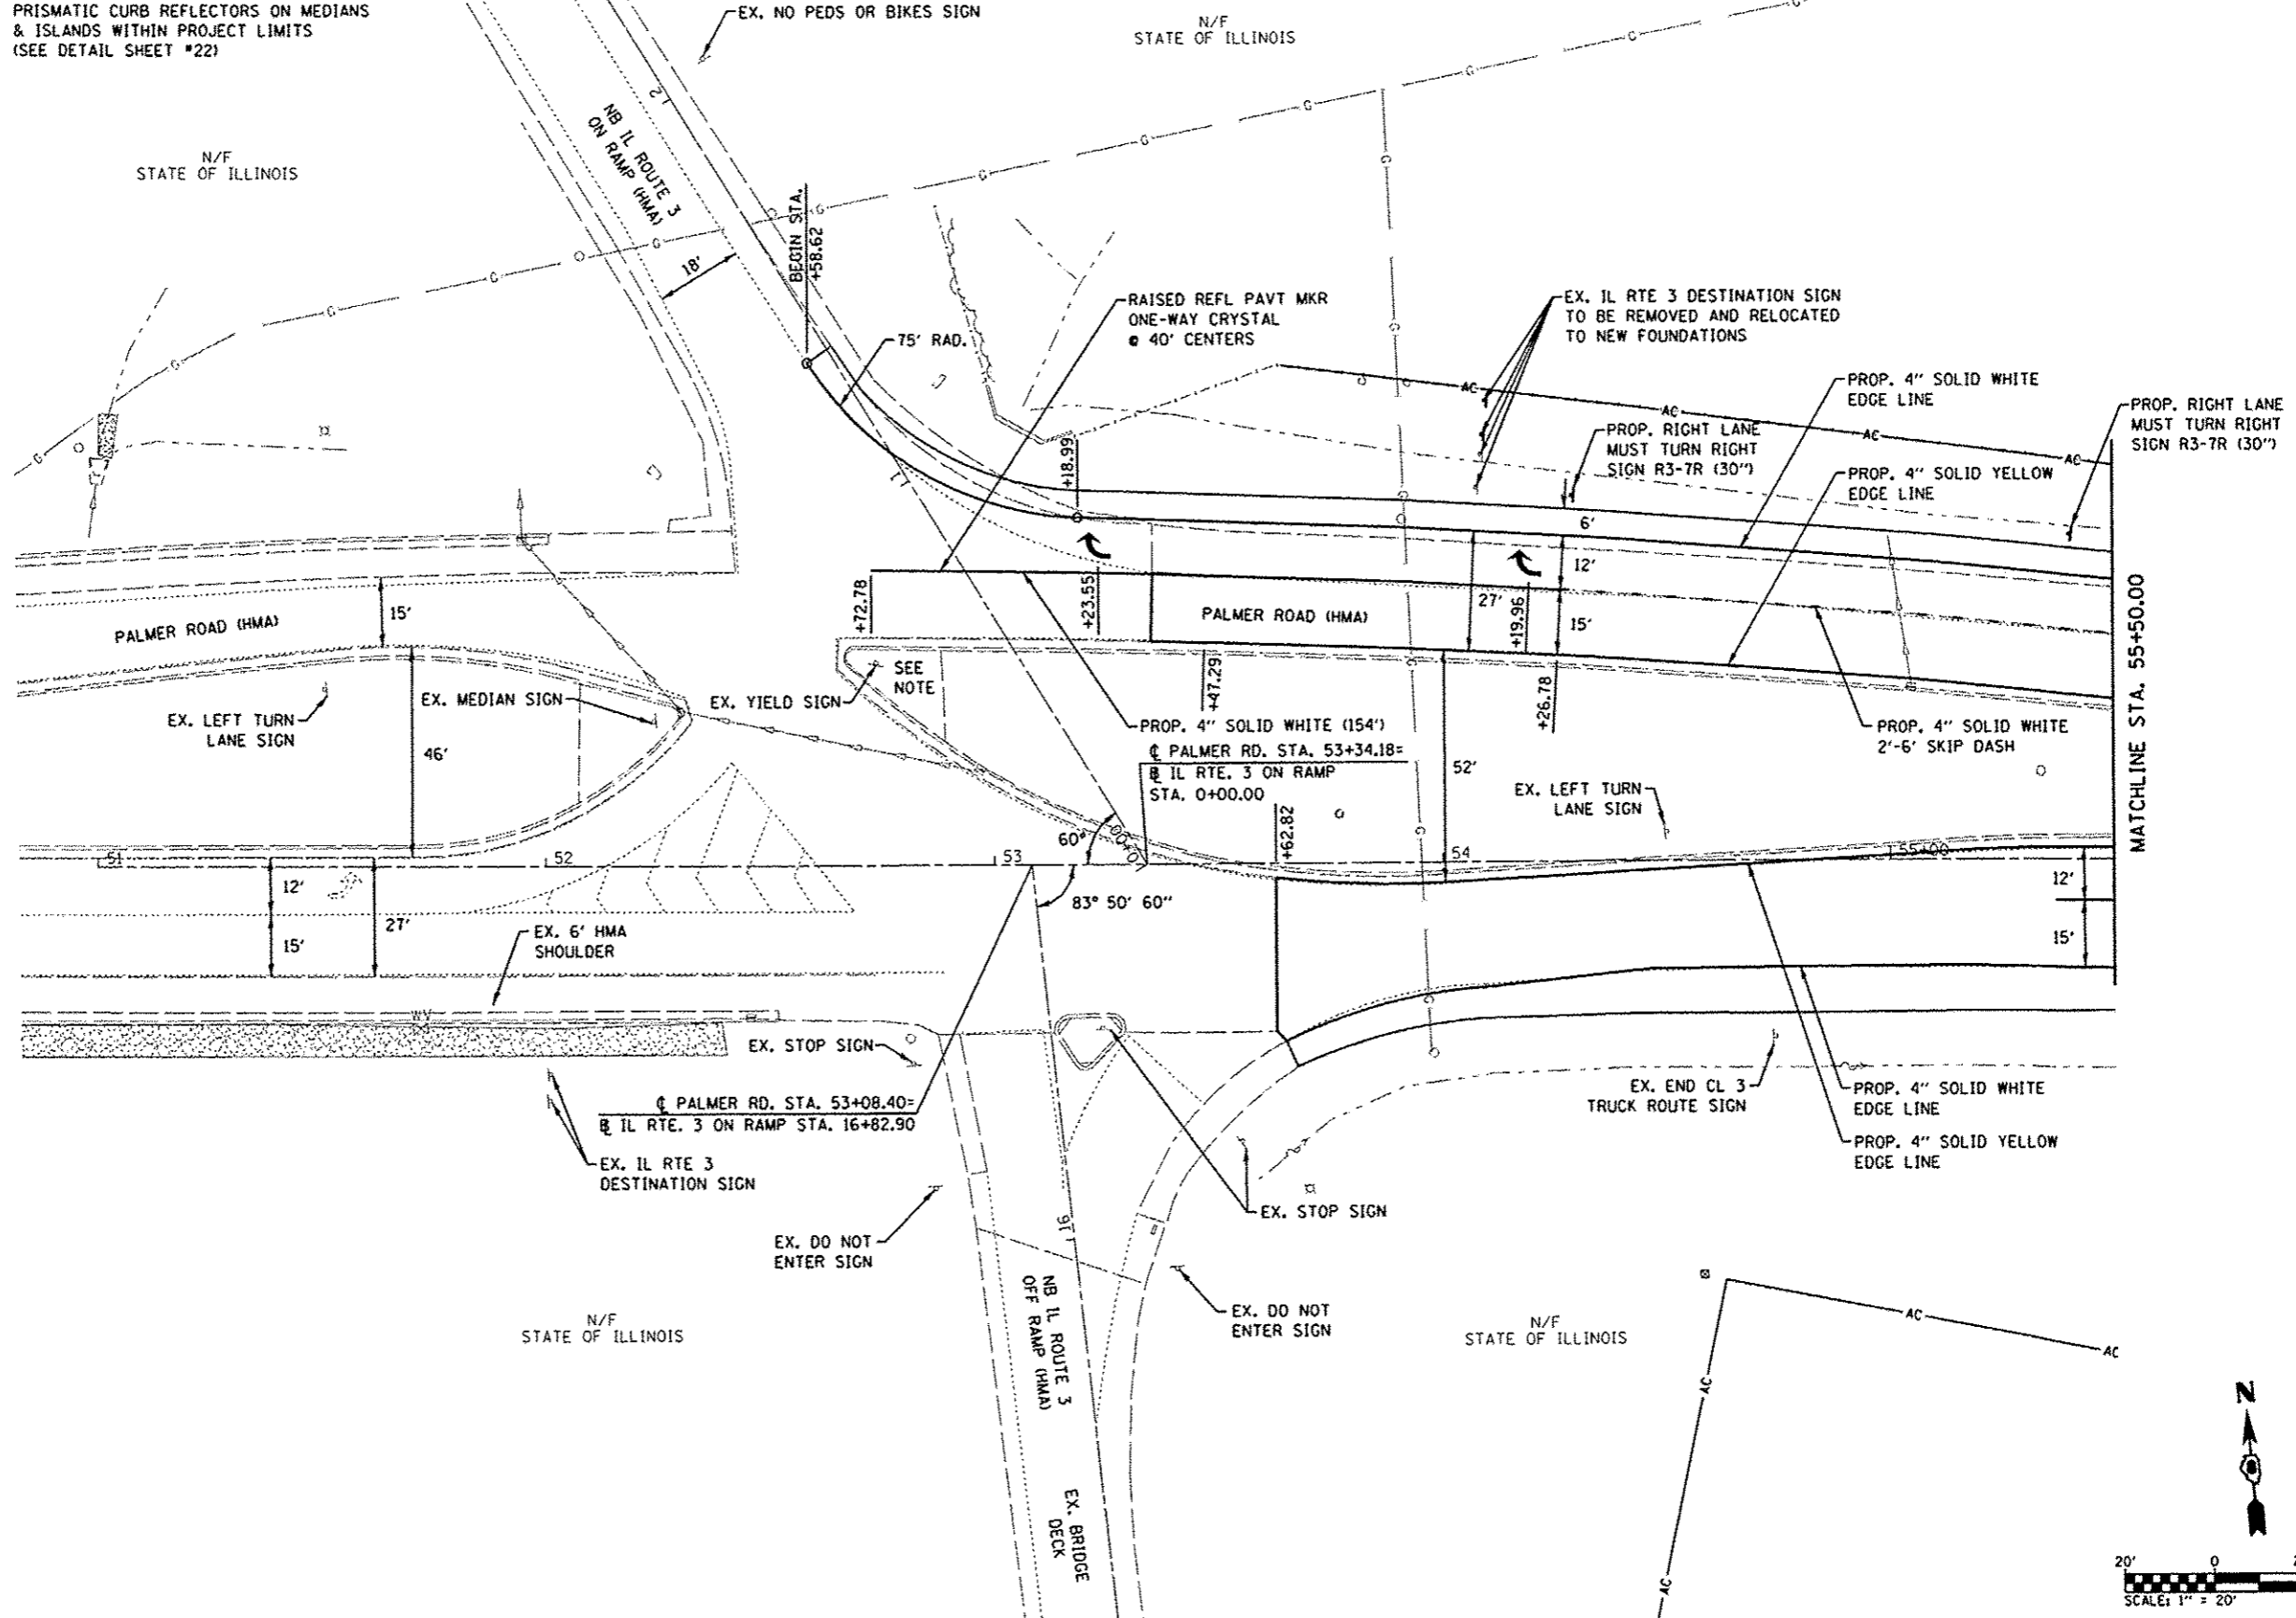 PRISMATIC CURB REFLECTORS ON MEDIANS
& ISLANDS WITHIN PROJECT LIMITS
(SEE DETAIL SHEET #22)
EX. NO PEDS OR BIKES SIGN
N/F
STATE OF ILLINOIS
N/F
STATE OF ILLINOIS
NB IL ROUTE 3
ON RAMP (HMA)
18'
BEGIN STA.
+58.62
75' RAD.
RAISED REFL PAVT MKR
ONE-WAY CRYSTAL
@ 40' CENTERS
EX. IL RTE 3 DESTINATION SIGN
TO BE REMOVED AND RELOCATED
TO NEW FOUNDATIONS
PROP. 4" SOLID WHITE
EDGE LINE
PROP. RIGHT LANE
MUST TURN RIGHT
SIGN R3-7R (30")
PROP. RIGHT LANE
MUST TURN RIGHT
SIGN R3-7R (30")
PROP. 4" SOLID YELLOW
EDGE LINE
+18.99
6'
12'
27'
15'
+19.96
+72.78
+23.55
PALMER ROAD (HMA)
PALMER ROAD (HMA)
15'
SEE
NOTE
EX. YIELD SIGN
EX. MEDIAN SIGN
EX. LEFT TURN
LANE SIGN
46'
+47.29
+26.78
PROP. 4" SOLID WHITE (154')
℄ PALMER RD. STA. 53+34.18=
B IL RTE. 3 ON RAMP
STA. 0+00.00
52'
EX. LEFT TURN
LANE SIGN
PROP. 4" SOLID WHITE
2'-6' SKIP DASH
MATCHLINE STA. 55+50.00
60°
0+00
+62.82
51
52
53
54
55+00
83° 50' 60"
12'
15'
27'
12'
15'
EX. 6' HMA
SHOULDER
EX. STOP SIGN
℄ PALMER RD. STA. 53+08.40=
B IL RTE. 3 ON RAMP STA. 16+82.90
EX. IL RTE 3
DESTINATION SIGN
EX. END CL 3
TRUCK ROUTE SIGN
PROP. 4" SOLID WHITE
EDGE LINE
PROP. 4" SOLID YELLOW
EDGE LINE
EX. STOP SIGN
EX. DO NOT
ENTER SIGN
16
NB IL ROUTE 3
OFF RAMP (HMA)
EX. DO NOT
ENTER SIGN
N/F
STATE OF ILLINOIS
N/F
STATE OF ILLINOIS
AC
AC
AC
AC
EX. BRIDGE
DECK
N
20'
0
SCALE: 1" = 20'